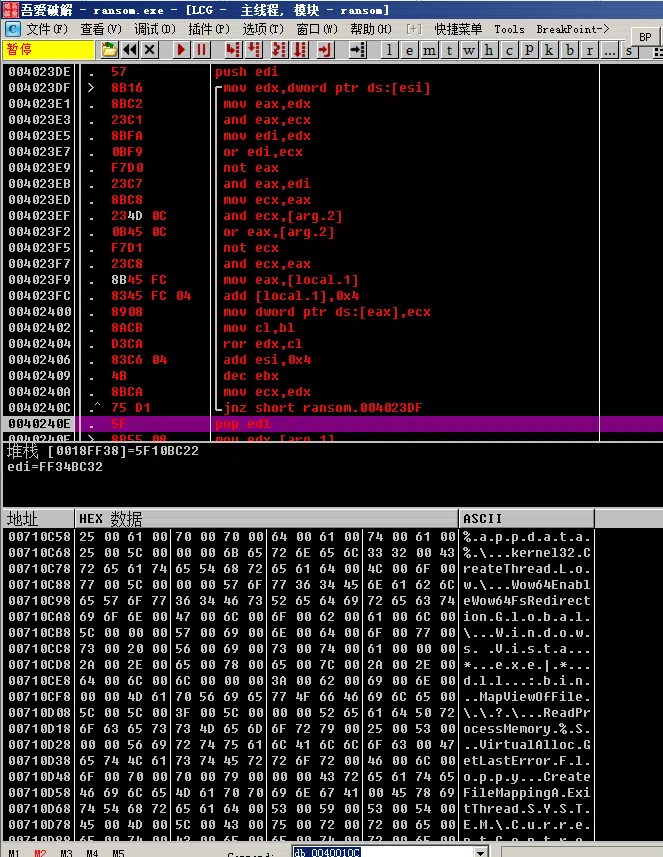 吾爱破解 - ransom.exe - [LCG - 主线程, 模块 - ransom]
C 文件(F) 查看(V) 调试(D) 插件(P) 选项(T) 窗口(W) 帮助(H) [+] 快捷菜单 Tools BreakPoint->
暂停 l e m t w h c p k b r ... s BP
004023DE . 57 push edi
004023DF > 8B16 mov edx,dword ptr ds:[esi]
004023E1 . 8BC2 mov eax,edx
004023E3 . 23C1 and eax,ecx
004023E5 . 8BFA mov edi,edx
004023E7 . 0BF9 or edi,ecx
004023E9 . F7D0 not eax
004023EB . 23C7 and eax,edi
004023ED . 8BC8 mov ecx,eax
004023EF . 234D 0C and ecx,[arg.2]
004023F2 . 0B45 0C or eax,[arg.2]
004023F5 . F7D1 not ecx
004023F7 . 23C8 and ecx,eax
004023F9 . 8B45 FC mov eax,[local.1]
004023FC . 8345 FC 04 add [local.1],0x4
00402400 . 8908 mov dword ptr ds:[eax],ecx
00402402 . 8ACB mov cl,bl
00402404 . D3CA ror edx,cl
00402406 . 83C6 04 add esi,0x4
00402409 . 4B dec ebx
0040240A . 8BCA mov ecx,edx
0040240C .^ 75 D1 jnz short ransom.004023DF
0040240E . 5F pop edi
0040240F > 8B55 08 mov edx,[arg.1]
堆栈 [0018FF38]=5F10BC22
edi=FF34BC32
地址 HEX 数据 ASCII
00710C58 25 00 61 00 70 00 70 00 64 00 61 00 74 00 61 00 %.a.p.p.d.a.t.a.
00710C68 25 00 5C 00 00 00 6B 65 72 6E 65 6C 33 32 00 43 %.\...kernel32.C
00710C78 72 65 61 74 65 54 68 72 65 61 64 00 4C 00 6F 00 reateThread.L.o.
00710C88 77 00 5C 00 00 00 57 6F 77 36 34 45 6E 61 62 6C w.\...Wow64Enabl
00710C98 65 57 6F 77 36 34 46 73 52 65 64 69 72 65 63 74 eWow64FsRedirect
00710CA8 69 6F 6E 00 47 00 6C 00 6F 00 62 00 61 00 6C 00 ion.G.l.o.b.a.l.
00710CB8 5C 00 00 00 57 00 69 00 6E 00 64 00 6F 00 77 00 \...W.i.n.d.o.w.
00710CC8 73 00 20 00 56 00 69 00 73 00 74 00 61 00 00 00 s. .V.i.s.t.a...
00710CD8 2A 00 2E 00 65 00 78 00 65 00 7C 00 2A 00 2E 00 *...e.x.e.|.*...
00710CE8 64 00 6C 00 6C 00 00 00 3A 00 62 00 69 00 6E 00 d.l.l...:.b.i.n.
00710CF8 00 00 4D 61 70 56 69 65 77 4F 66 46 69 6C 65 00 ..MapViewOfFile.
00710D08 5C 00 5C 00 3F 00 5C 00 00 00 52 65 61 64 50 72 \.\.?.\...ReadPr
00710D18 6F 63 65 73 73 4D 65 6D 6F 72 79 00 25 00 53 00 ocessMemory.%.S.
00710D28 00 00 56 69 72 74 75 61 6C 41 6C 6C 6F 63 00 47 ..VirtualAlloc.G
00710D38 65 74 4C 61 73 74 45 72 72 6F 72 00 46 00 6C 00 etLastError.F.l.
00710D48 6F 00 70 00 70 00 79 00 00 00 43 72 65 61 74 65 o.p.p.y...Create
00710D58 46 69 6C 65 4D 61 70 70 69 6E 67 41 00 45 78 69 FileMappingA.Exi
00710D68 74 54 68 72 65 61 64 00 53 00 59 00 53 00 54 00 tThread.S.Y.S.T.
00710D78 45 00 4D 00 5C 00 43 00 75 00 72 00 72 00 65 00 E.M.\.C.u.r.r.e.
M1 M2 M3 M4 M5 Command: db 0040010C